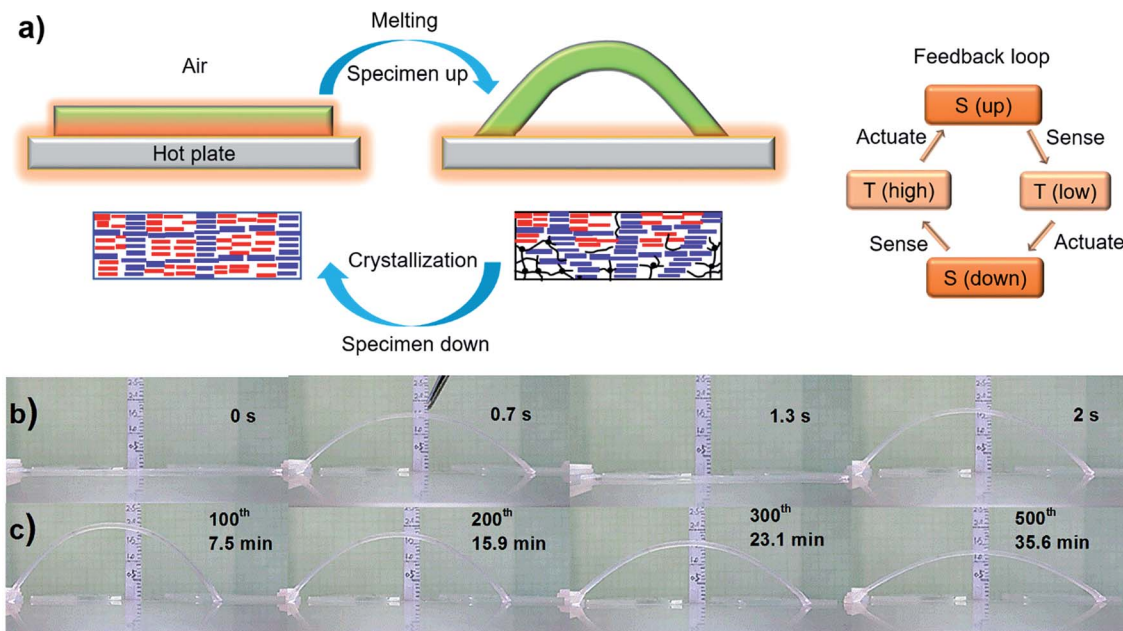 a)
Air
Hot plate
Melting
Specimen up
Crystallization
Specimen down
Feedback loop
S (up)
Actuate
Sense
T (high)
T (low)
Sense
Actuate
S (down)
b)
0 s
0.7 s
1.3 s
2 s
c)
100th
7.5 min
200th
15.9 min
300th
23.1 min
500th
35.6 min